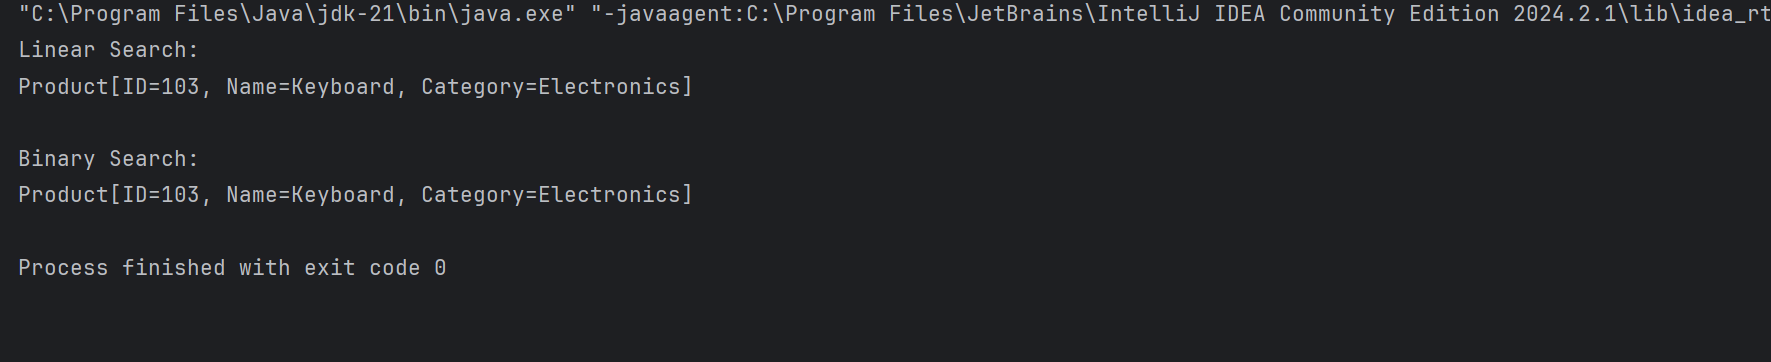 "C:\Program Files\Java\jdk-21\bin\java.exe" "-javaagent:C:\Program Files\JetBrains\IntelliJ IDEA Community Edition 2024.2.1\lib\idea_rt
Linear Search:
Product[ID=103, Name=Keyboard, Category=Electronics]
Binary Search:
Product[ID=103, Name=Keyboard, Category=Electronics]
Process finished with exit code 0